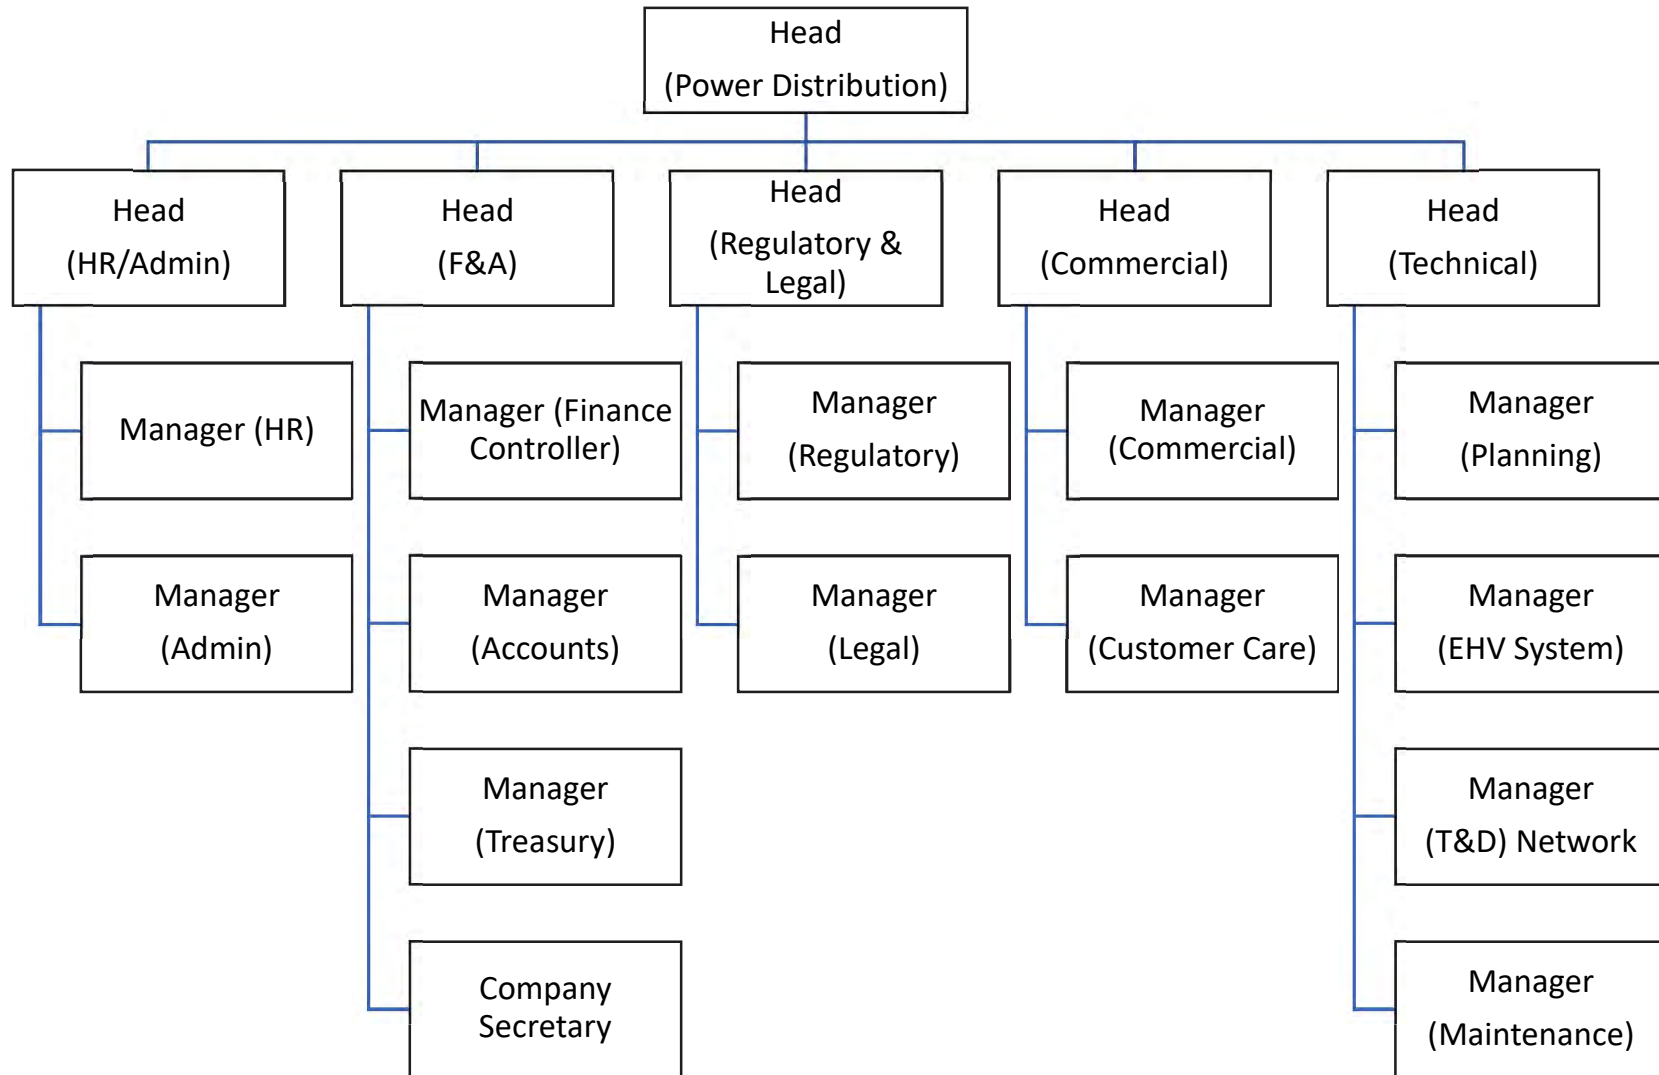 Head
(Power Distribution)
Head
(HR/Admin)
Head
(F&A)
Head
(Regulatory &
Legal)
Head
(Commercial)
Head
(Technical)
Manager (HR)
Manager (Finance
Controller)
Manager
(Regulatory)
Manager
(Commercial)
Manager
(Planning)
Manager
(Admin)
Manager
(Accounts)
Manager
(Legal)
Manager
(Customer Care)
Manager
(EHV System)
Manager
(Treasury)
Manager
(T&D) Network
Company
Secretary
Manager
(Maintenance)